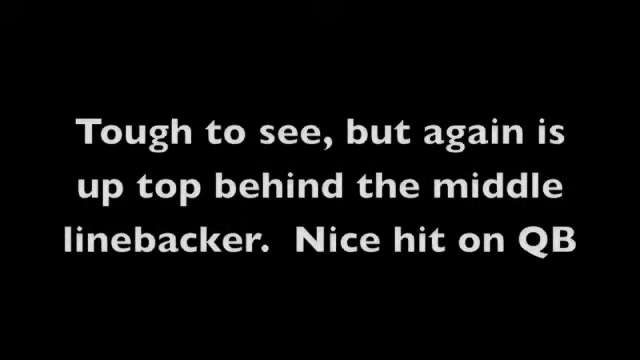 Tough to see, but again is
up top behind the middle
linebacker.  Nice hit on QB